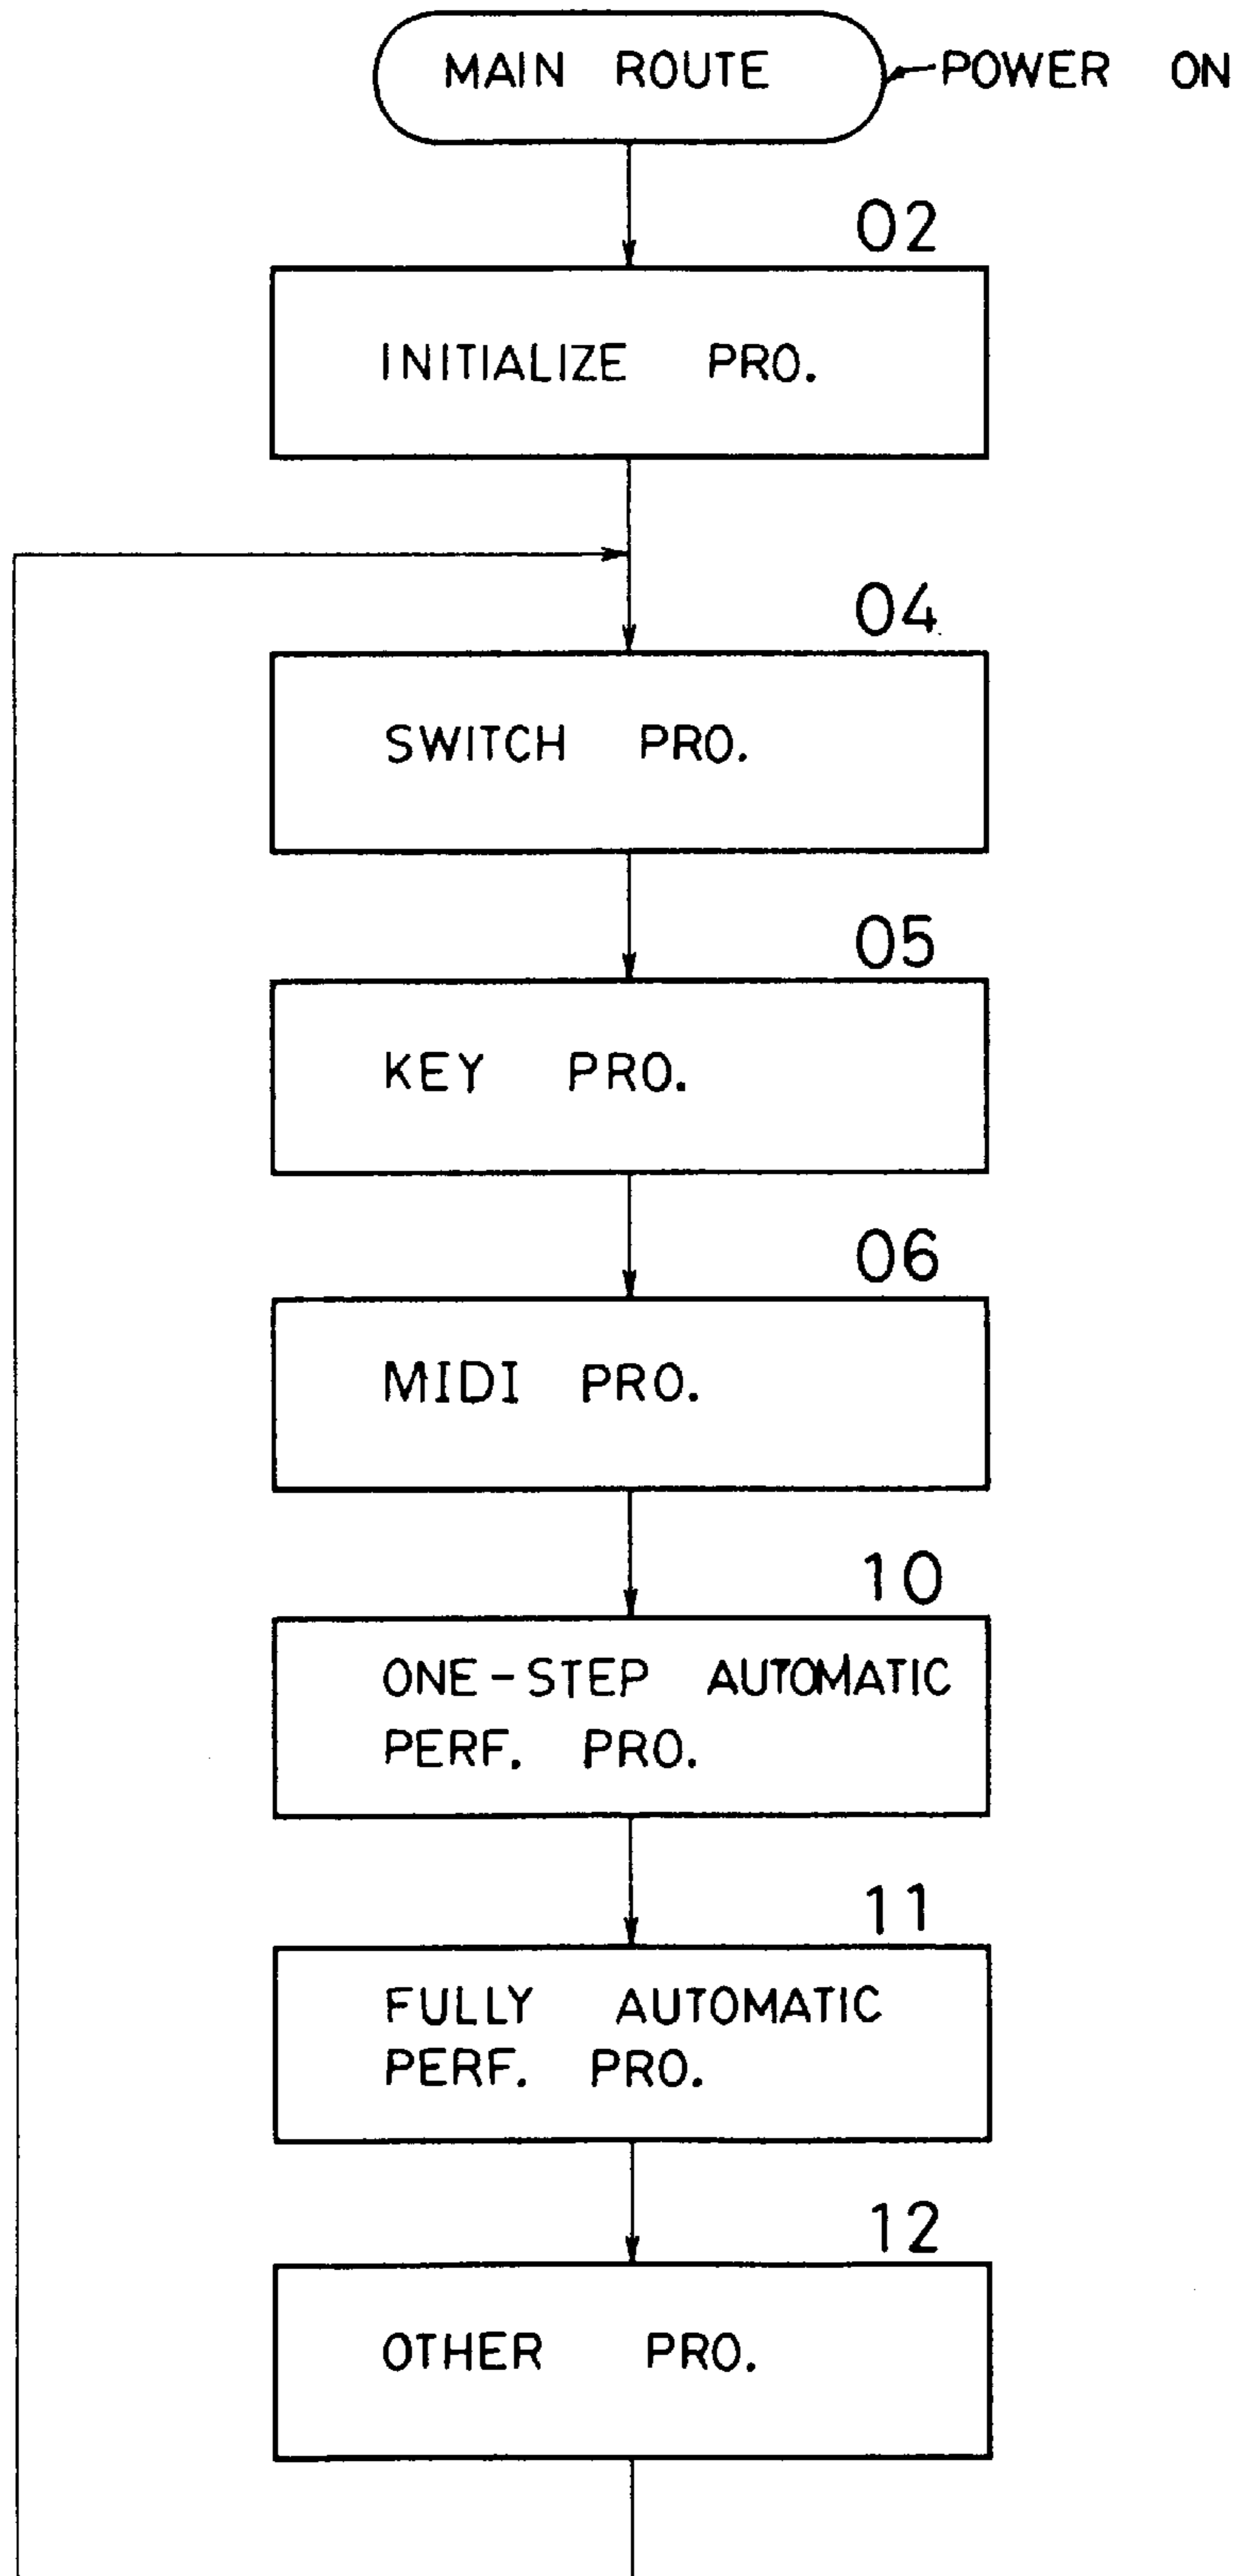 MAIN ROUTE
POWER ON
02
INITIALIZE PRO.
04
SWITCH PRO.
05
KEY PRO.
06
MIDI PRO.
10
ONE-STEP AUTOMATIC
PERF. PRO.
11
FULLY AUTOMATIC
PERF. PRO.
12
OTHER PRO.